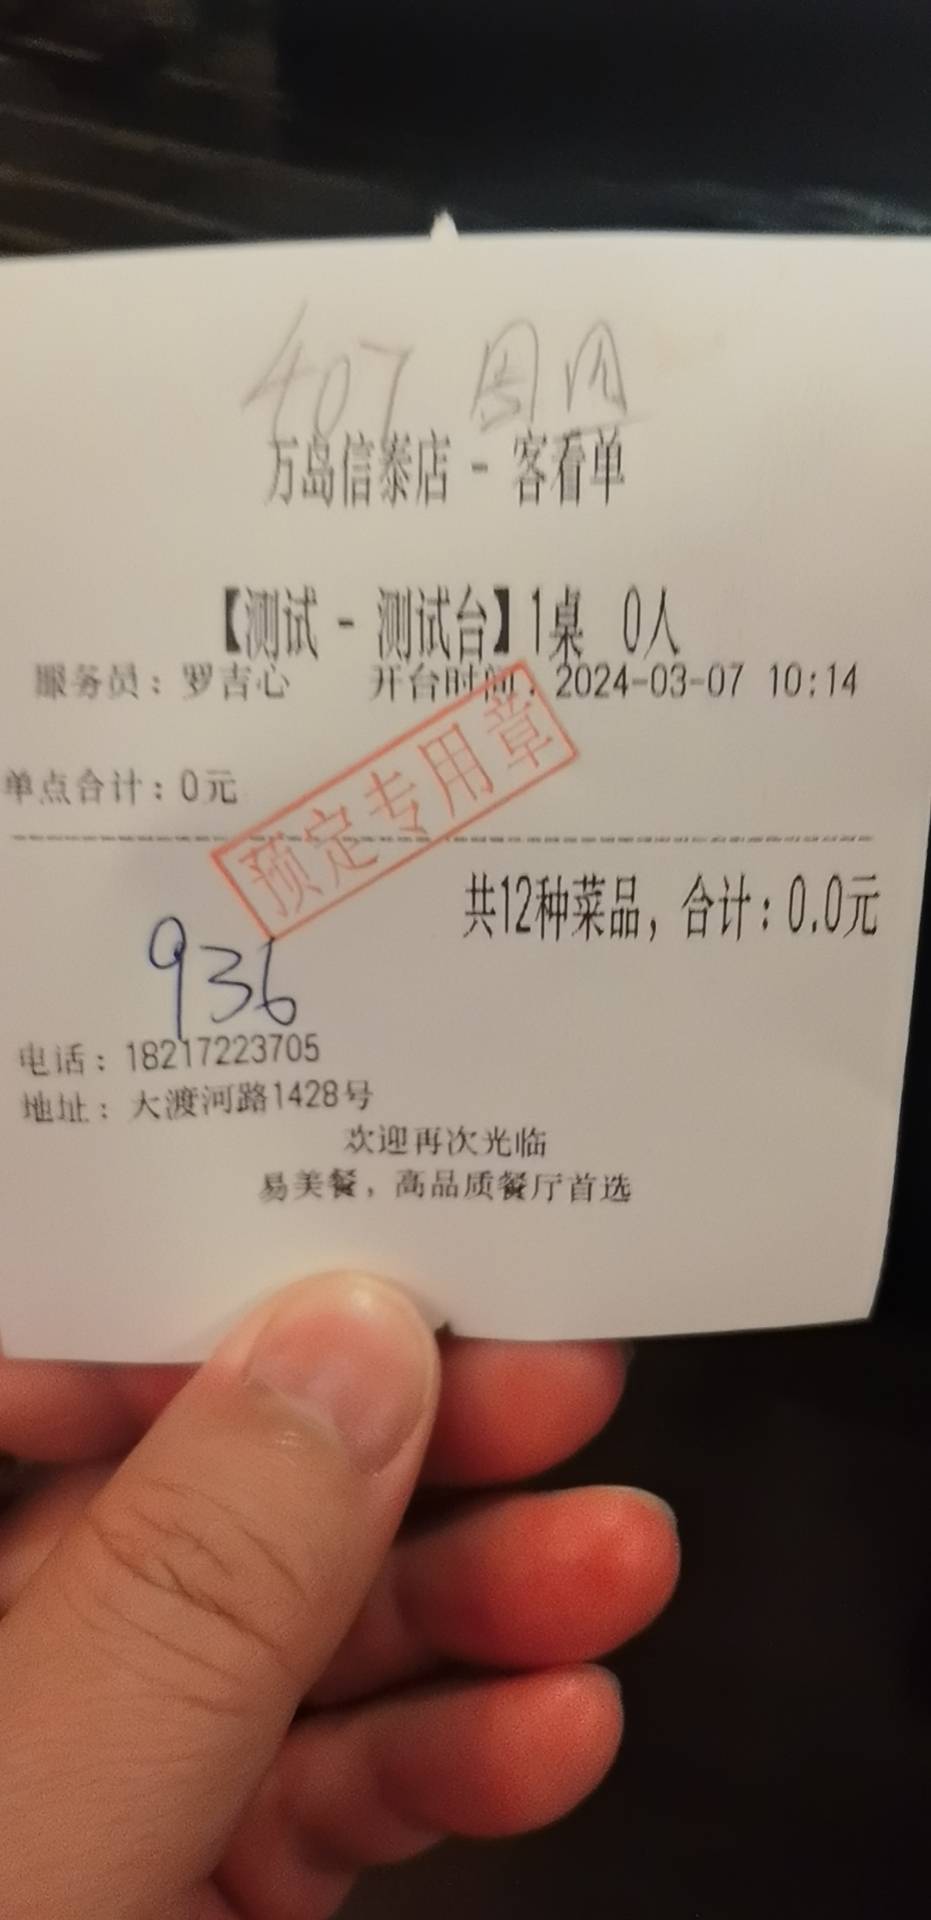 407 周
万岛信泰店 - 客看单
【测试 - 测试台】1桌 0人
服务员：罗吉心 开台时间：2024-03-07 10:14
单点合计：0元
预定专用章
共12种菜品，合计：0.0元
936
电话：18217223705
地址：大渡河路1428号
欢迎再次光临
易美餐，高品质餐厅首选